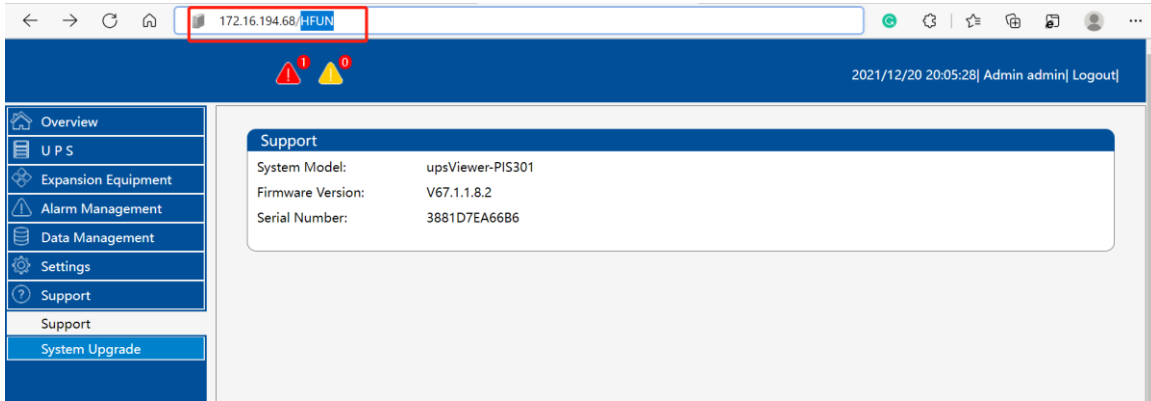 172.16.194.68/HFUN
1 0
2021/12/20 20:05:28| Admin admin| Logout|
Overview
U P S
Expansion Equipment
Alarm Management
Data Management
Settings
Support
Support
System Upgrade
Support
System Model: upsViewer-PIS301
Firmware Version: V67.1.1.8.2
Serial Number: 3881D7EA66B6